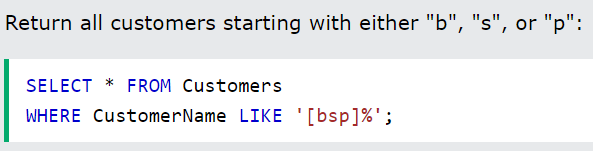 Return all customers starting with either "b", "s", or "p":
SELECT * FROM Customers
WHERE CustomerName LIKE '[bsp]%';